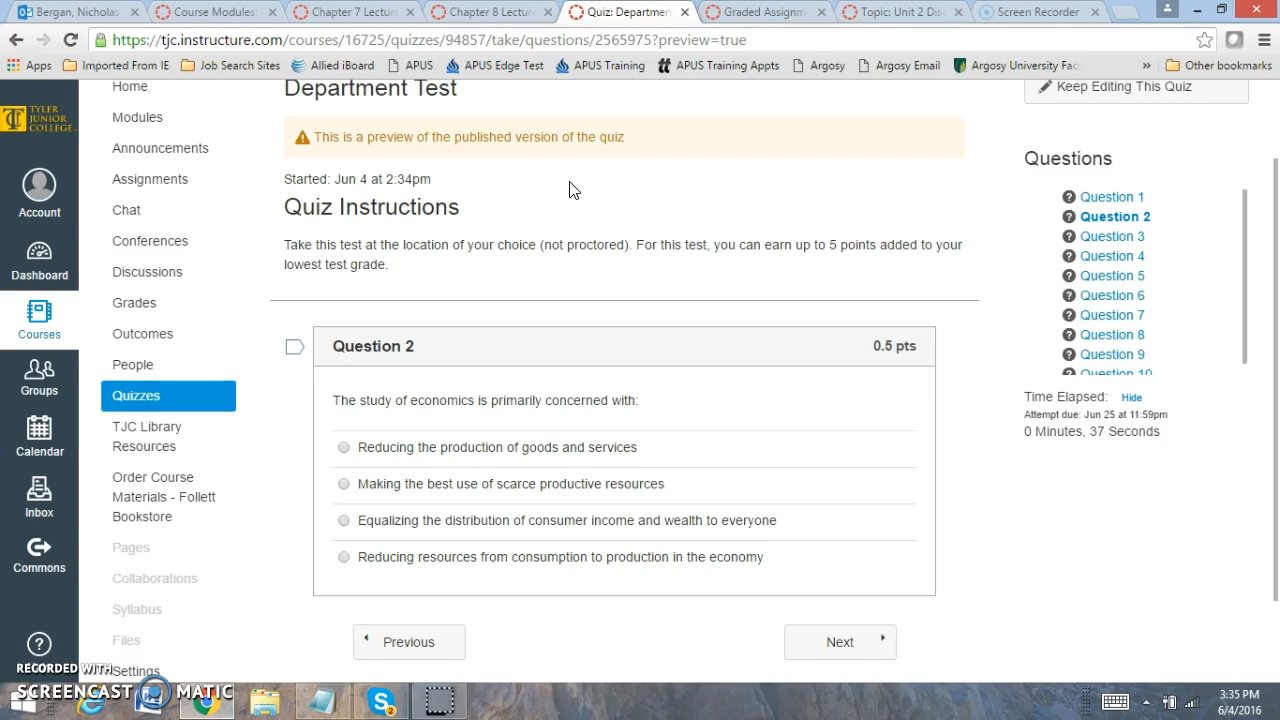 Bergan, Nicholas
Course Modules:
Chapter 7 Lectur
Chapter 8 Lectur
Quiz: Departmen
Graded Assignm
Topic: Unit 2 Dis
Screen Recorder
https://tjc.instructure.com/courses/16725/quizzes/94857/take/questions/2565975?preview=true
Apps
Imported From IE
Job Search Sites
Allied iBoard
APUS
APUS Edge Test
APUS Training
APUS Training Appts
Argosy
Argosy Email
Argosy University Fac
»
Other bookmarks
TYLER
JUNIOR
COLLEGE
Account
Dashboard
Courses
Groups
Calendar
Inbox
Commons
Home
Modules
Announcements
Assignments
Chat
Conferences
Discussions
Grades
Outcomes
People
Quizzes
TJC Library
Resources
Order Course
Materials - Follett
Bookstore
Pages
Collaborations
Syllabus
Files
Settings
Department Test
This is a preview of the published version of the quiz
Started: Jun 4 at 2:34pm
Quiz Instructions
Take this test at the location of your choice (not proctored). For this test, you can earn up to 5 points added to your
lowest test grade.
Question 2
0.5 pts
The study of economics is primarily concerned with:
Reducing the production of goods and services
Making the best use of scarce productive resources
Equalizing the distribution of consumer income and wealth to everyone
Reducing resources from consumption to production in the economy
Previous
Next
Keep Editing This Quiz
Questions
Question 1
Question 2
Question 3
Question 4
Question 5
Question 6
Question 7
Question 8
Question 9
Question 10
Time Elapsed: Hide
Attempt due: Jun 25 at 11:59pm
0 Minutes, 37 Seconds
RECORDED WITH
SCREENCAST MATIC
3:35 PM
6/4/2016